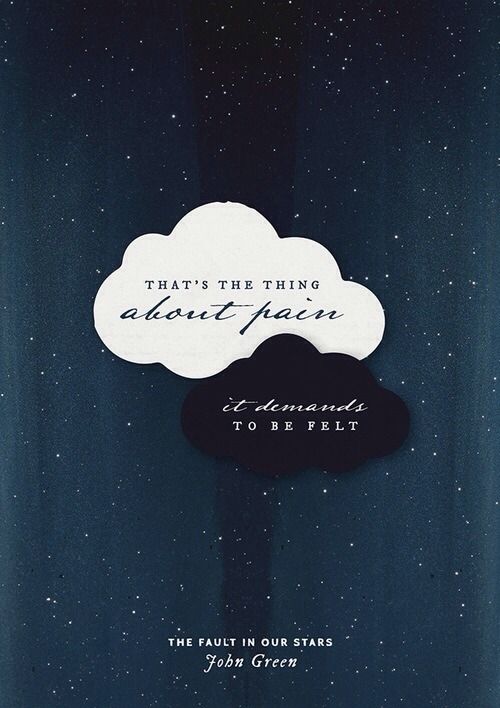 THAT'S THE THING
about pain
it demands
TO BE FELT
THE FAULT IN OUR STARS
John Green